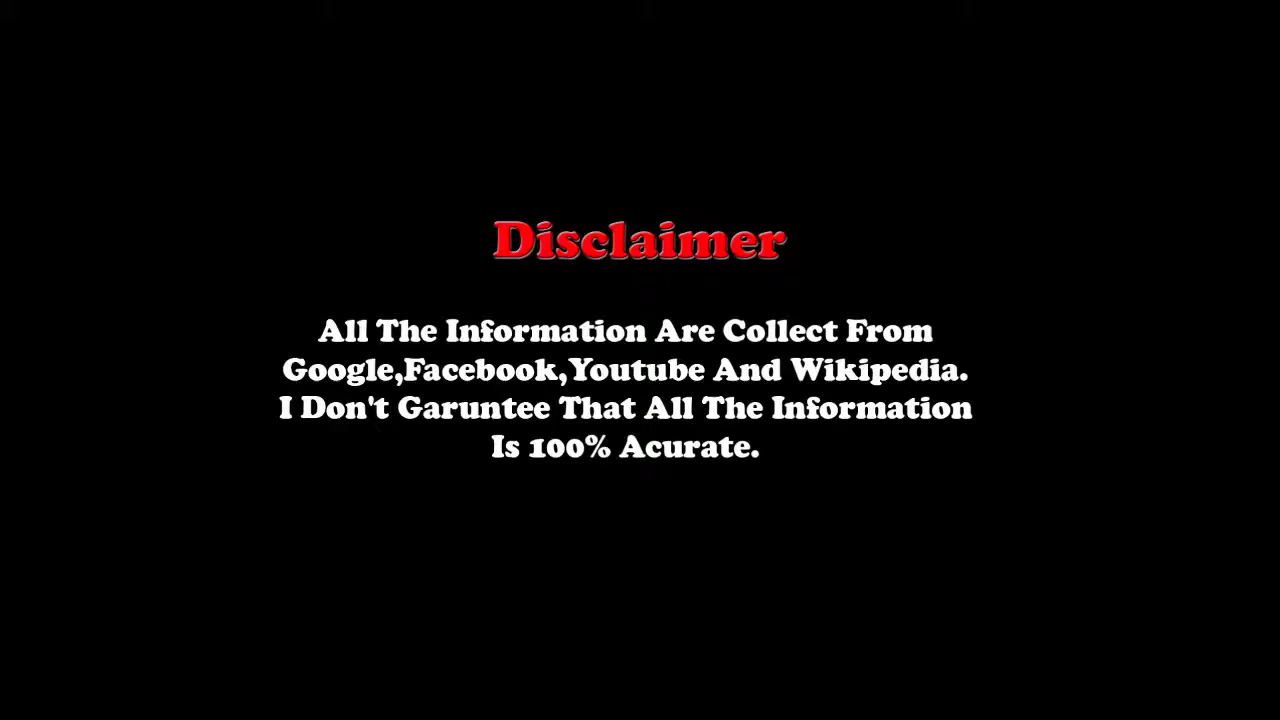 Disclaimer
All The Information Are Collect From
Google,Facebook,Youtube And Wikipedia.
I Don't Garuntee That All The Information
Is 100% Acurate.